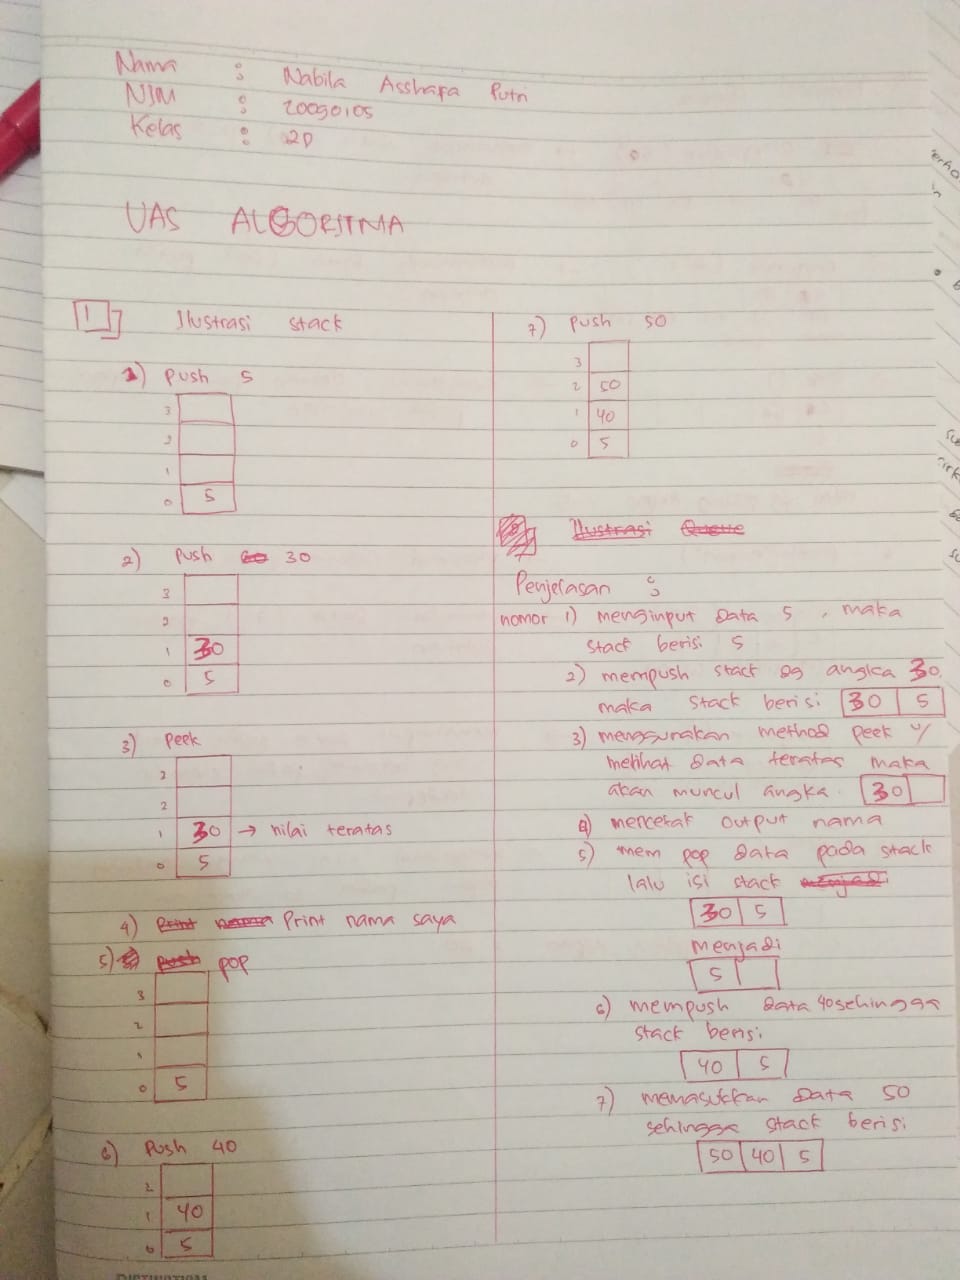 Nama : Nabila Asshafa Putri
NIM : 20090105
Kelas : 2D
UAS ALGORITMA
1 Ilustrasi stack
1) Push 5
3
2
1
0 5
2) Push 30
3
2
1 30
0 5
3) Peek
3
2
1 30 → nilai teratas
0 5
4) Print nama saya
5) pop
3
2
1
0 5
6) Push 40
2
1 40
0 5
7) Push 50
3
2 50
1 40
0 5
Ilustrasi Queue
Penjelasan :
nomor 1) menginput data 5, maka
stack berisi 5
2) mempush stack dg angka 30.
maka stack berisi 30 5
3) menggunakan method peek u/
melihat data teratas maka
akan muncul angka. 30
4) mencetak output nama
5) mem pop data pada stack
lalu isi stack menjadi
30 5
menjadi
5
6) mempush data 40 sehingga
stack berisi
40 5
7) memasukkan data 50
sehingga stack berisi
50 40 5